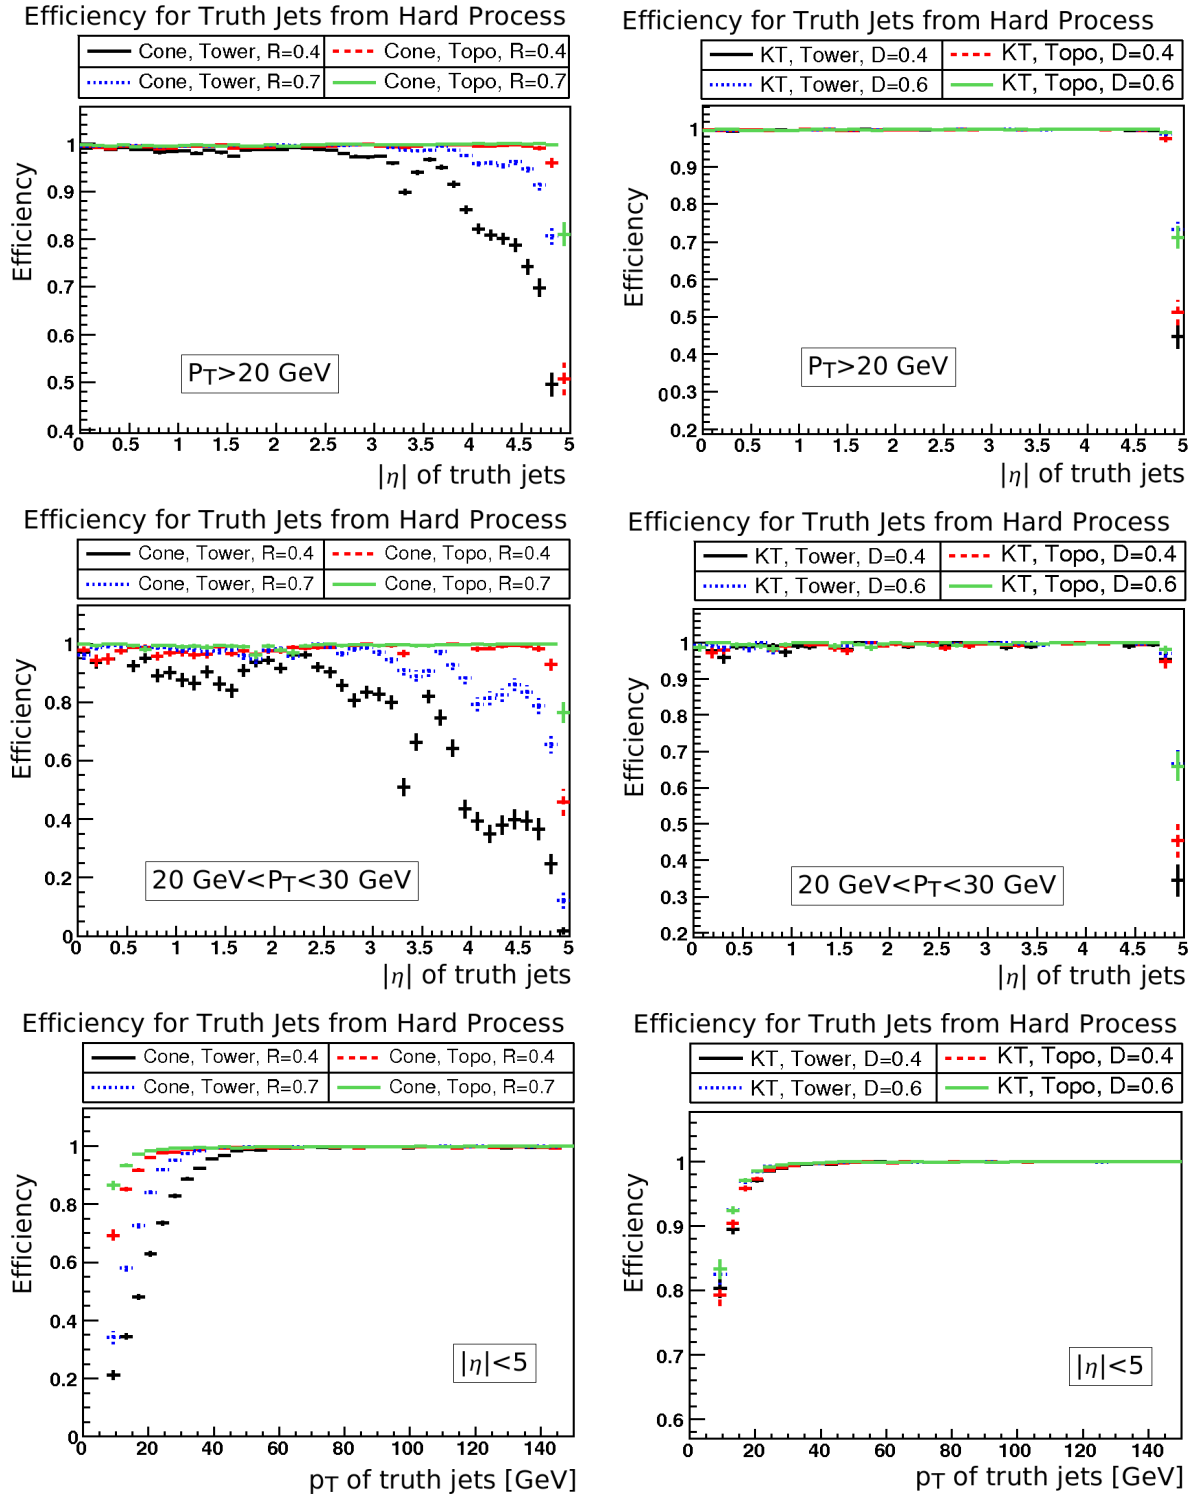 Efficiency for Truth Jets from Hard Process
Cone, Tower, R=0.4 Cone, Topo, R=0.4
Cone, Tower, R=0.7 Cone, Topo, R=0.7
Efficiency
1
0.9
0.8
0.7
0.6
0.5
0.4
PT>20 GeV
0 0.5 1 1.5 2 2.5 3 3.5 4 4.5 5
|η| of truth jets
Efficiency for Truth Jets from Hard Process
KT, Tower, D=0.4 KT, Topo, D=0.4
KT, Tower, D=0.6 KT, Topo, D=0.6
Efficiency
1
0.9
0.8
0.7
0.6
0.5
0.4
00.3
0.2
PT>20 GeV
0 0.5 1 1.5 2 2.5 3 3.5 4 4.5 5
|η| of truth jets
Efficiency for Truth Jets from Hard Process
Cone, Tower, R=0.4 Cone, Topo, R=0.4
Cone, Tower, R=0.7 Cone, Topo, R=0.7
Efficiency
1
0.8
0.6
0.4
0.2
0
20 GeV<PT<30 GeV
0 0.5 1 1.5 2 2.5 3 3.5 4 4.5 5
|η| of truth jets
Efficiency for Truth Jets from Hard Process
KT, Tower, D=0.4 KT, Topo, D=0.4
KT, Tower, D=0.6 KT, Topo, D=0.6
Efficiency
1
0.9
0.8
0.7
0.6
0.5
0.4
0.3
0.2
20 GeV<PT<30 GeV
0 0.5 1 1.5 2 2.5 3 3.5 4 4.5 5
|η| of truth jets
Efficiency for Truth Jets from Hard Process
Cone, Tower, R=0.4 Cone, Topo, R=0.4
Cone, Tower, R=0.7 Cone, Topo, R=0.7
Efficiency
1
0.8
0.6
0.4
0.2
0
|η|<5
0 20 40 60 80 100 120 140
pT of truth jets [GeV]
Efficiency for Truth Jets from Hard Process
KT, Tower, D=0.4 KT, Topo, D=0.4
KT, Tower, D=0.6 KT, Topo, D=0.6
Efficiency
1
0.9
0.8
0.7
0.6
|η|<5
0 20 40 60 80 100 120 140
pT of truth jets [GeV]